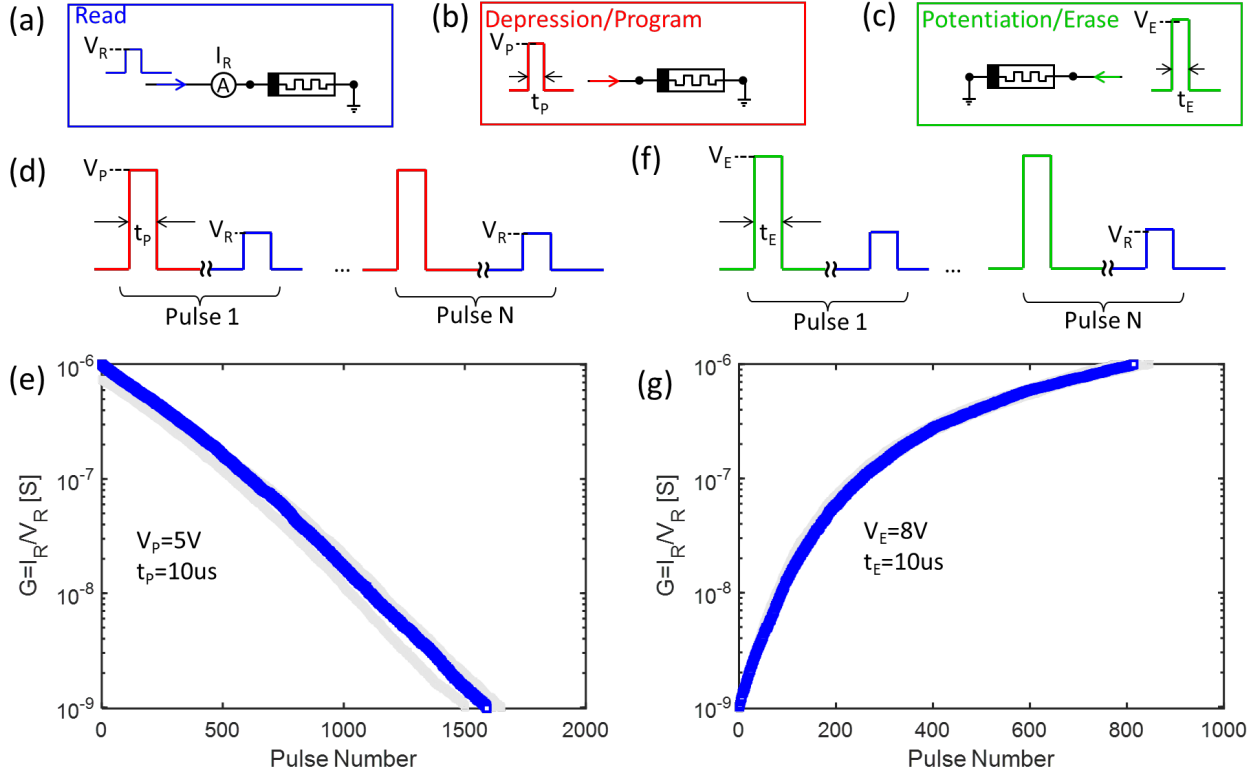 (a)
Read
V_R
I_R
A
(b)
Depression/Program
V_P
t_P
(c)
Potentiation/Erase
V_E
t_E
(d)
V_P
t_P
V_R
...
V_R
Pulse 1
Pulse N
(f)
V_E
t_E
...
V_R
Pulse 1
Pulse N
(e)
G=I_R/V_R [S]
10^-6
10^-7
10^-8
10^-9
V_P=5V
t_P=10us
0 500 1000 1500 2000
Pulse Number
(g)
G=I_R/V_R [S]
10^-6
10^-7
10^-8
10^-9
V_E=8V
t_E=10us
0 200 400 600 800 1000
Pulse Number